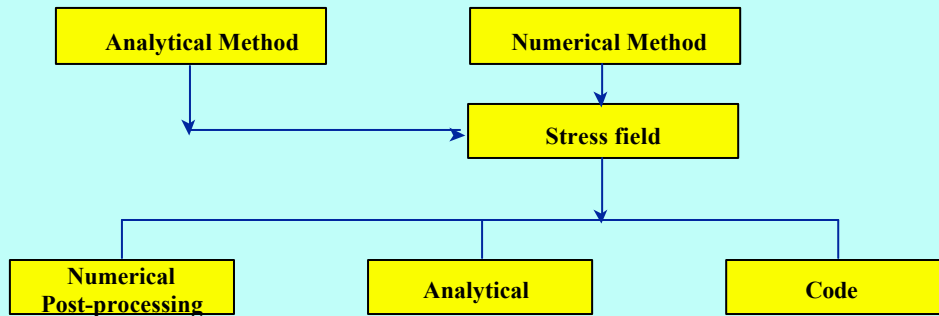 Analytical Method
Numerical Method
Stress field
Numerical
Post-processing
Analytical
Code